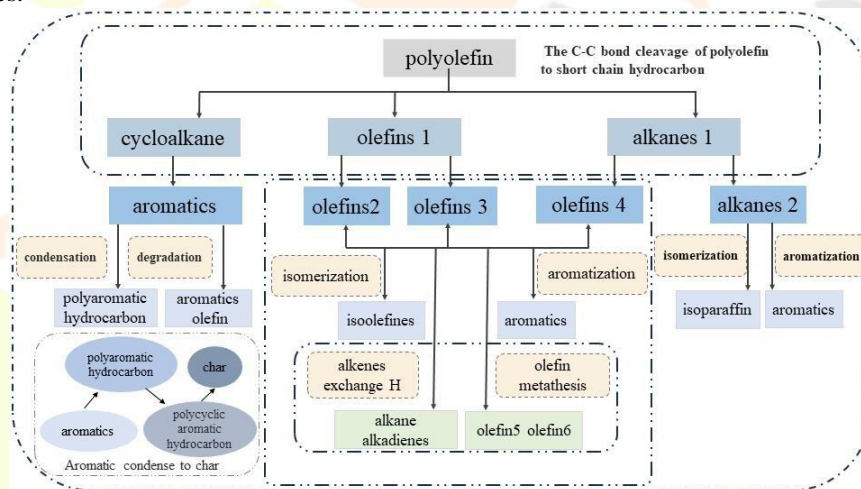 es.
The C-C bond cleavage of polyolefin
to short chain hydrocarbon
polyolefin
cycloalkane
olefins 1
alkanes 1
aromatics
olefins2
olefins 3
olefins 4
alkanes 2
condensation
degradation
isomerization
aromatization
isomerization
aromatization
polyaromatic
hydrocarbon
aromatics
olefin
isoolefines
aromatics
isoparaffin
aromatics
polyaromatic
hydrocarbon
char
aromatics
polycyclic
aromatic
hydrocarbon
Aromatic condense to char
alkenes
exchange H
olefin
metathesis
alkane
alkadienes
olefin5 olefin6